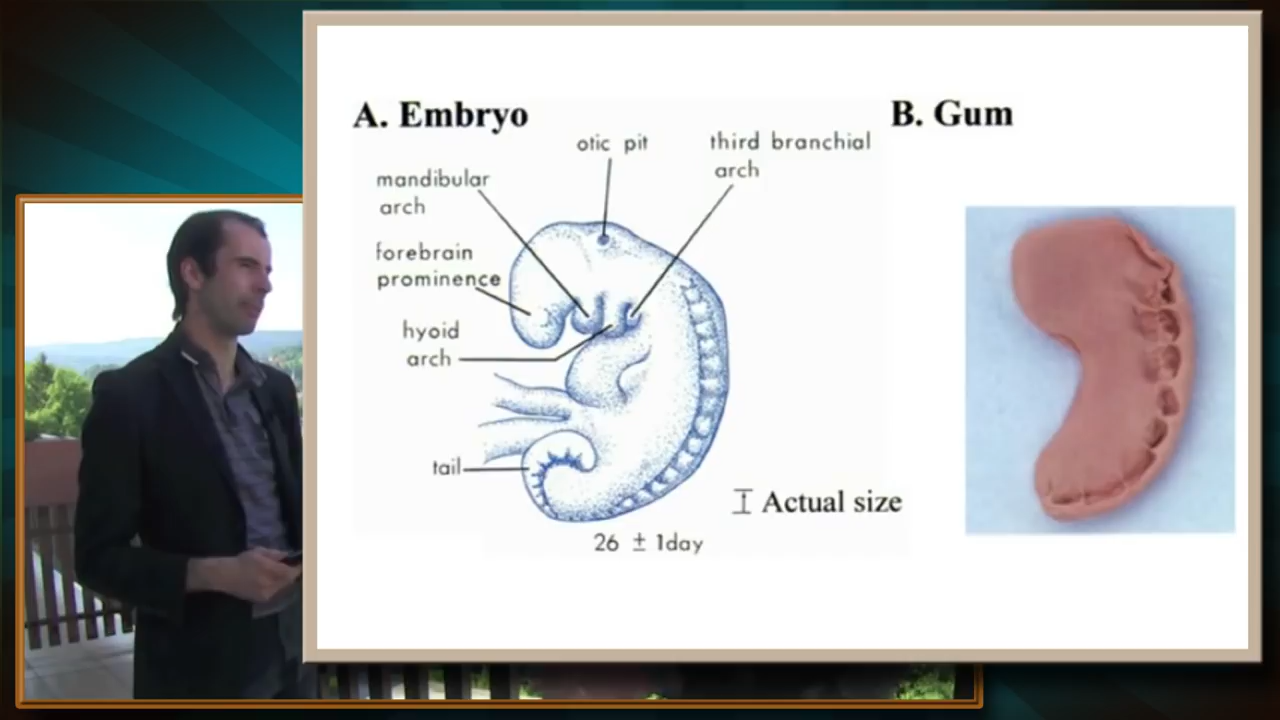 A. Embryo
B. Gum
otic pit
third branchial
arch
mandibular
arch
forebrain
prominence
hyoid
arch
tail
Actual size
26 ± 1day